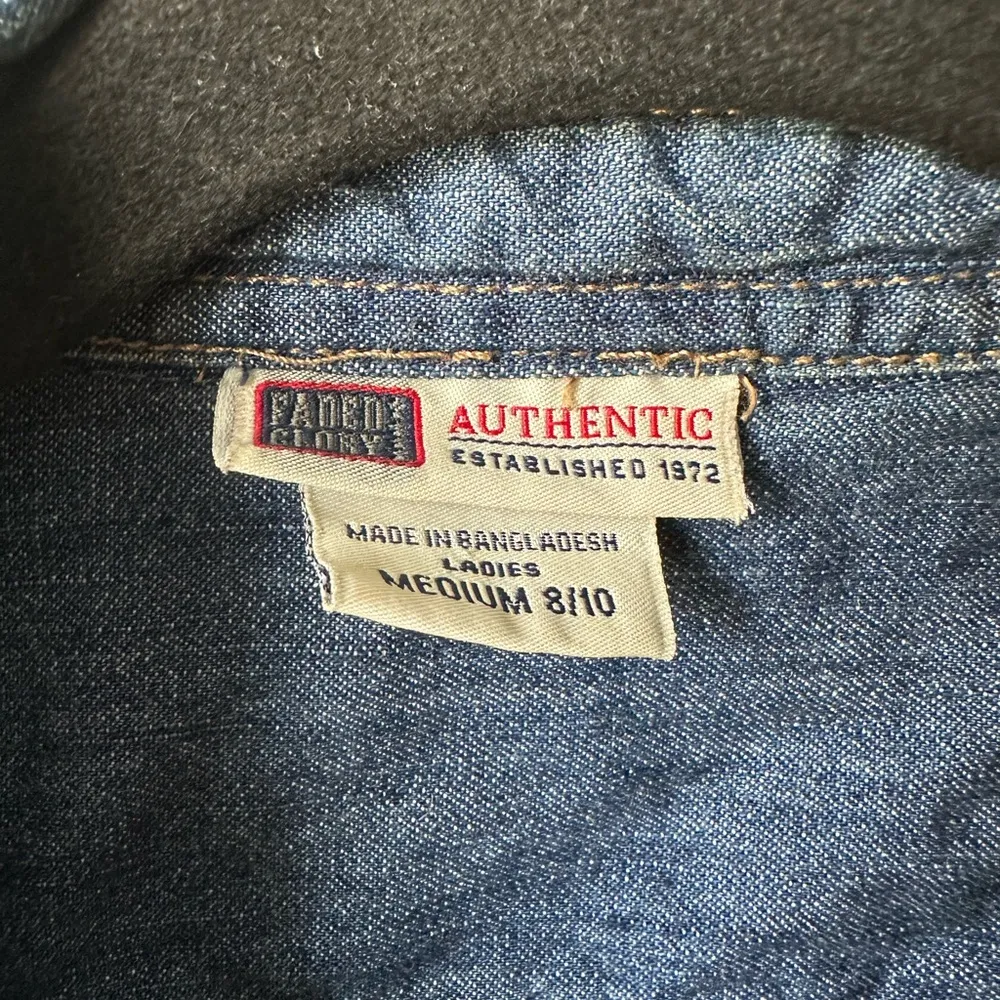 FADED
GLORY
AUTHENTIC
ESTABLISHED 1972
MADE IN BANGLADESH
LADIES
MEDIUM 8/10